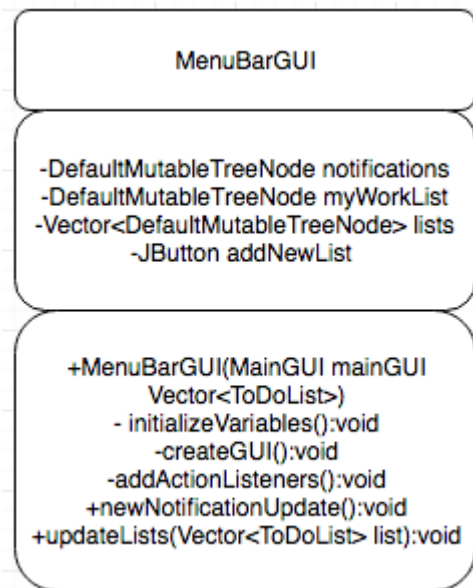 MenuBarGUI
-DefaultMutableTreeNode notifications
-DefaultMutableTreeNode myWorkList
-Vector<DefaultMutableTreeNode> lists
-JButton addNewList
+MenuBarGUI(MainGUI mainGUI
Vector<ToDoList>)
- initializeVariables():void
-createGUI():void
-addActionListeners():void
+newNotificationUpdate():void
+updateLists(Vector<ToDoList> list):void